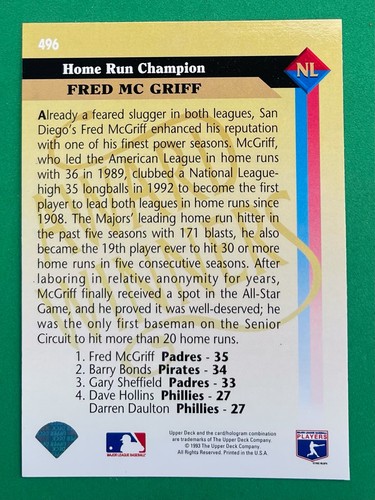 496
Home Run Champion
NL
FRED MC GRIFF
Already a feared slugger in both leagues, San
Diego's Fred McGriff enhanced his reputation
with one of his finest power seasons. McGriff,
who led the American League in home runs
with 36 in 1989, clubbed a National League-
high 35 longballs in 1992 to become the first
player to lead both leagues in home runs since
1908. The Majors' leading home run hitter in
the past five seasons with 171 blasts, he also
became the 19th player ever to hit 30 or more
home runs in five consecutive seasons. After
laboring in relative anonymity for years,
McGriff finally received a spot in the All-Star
Game, and he proved it was well-deserved; he
was the only first baseman on the Senior
Circuit to hit more than 20 home runs.
1. Fred McGriff Padres - 35
2. Barry Bonds Pirates - 34
3. Gary Sheffield Padres - 33
4. Dave Hollins Phillies - 27
Darren Daulton Phillies - 27
MAJOR LEAGUE BASEBALL
Upper Deck and the card/hologram combination
are trademarks of The Upper Deck Company.
© 1993 The Upper Deck Company.
All Rights Reserved. Printed in the U.S.A.
PLAYERS